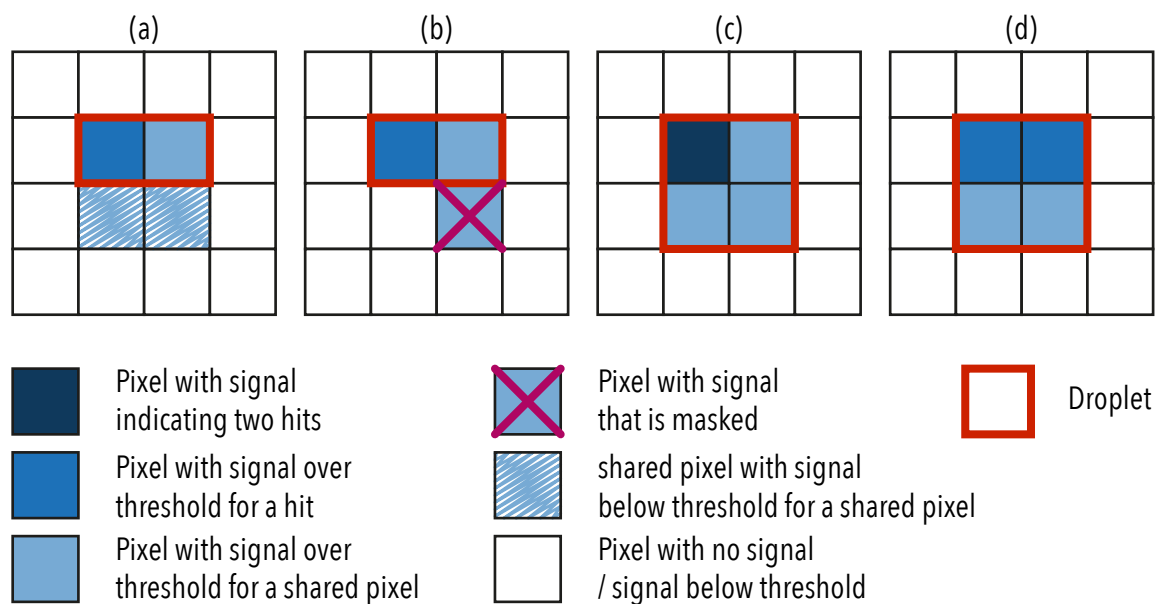 (a) (b) (c) (d)
Pixel with signal
indicating two hits
Pixel with signal over
threshold for a hit
Pixel with signal over
threshold for a shared pixel
Pixel with signal
that is masked
shared pixel with signal
below threshold for a shared pixel
Pixel with no signal
/ signal below threshold
Droplet